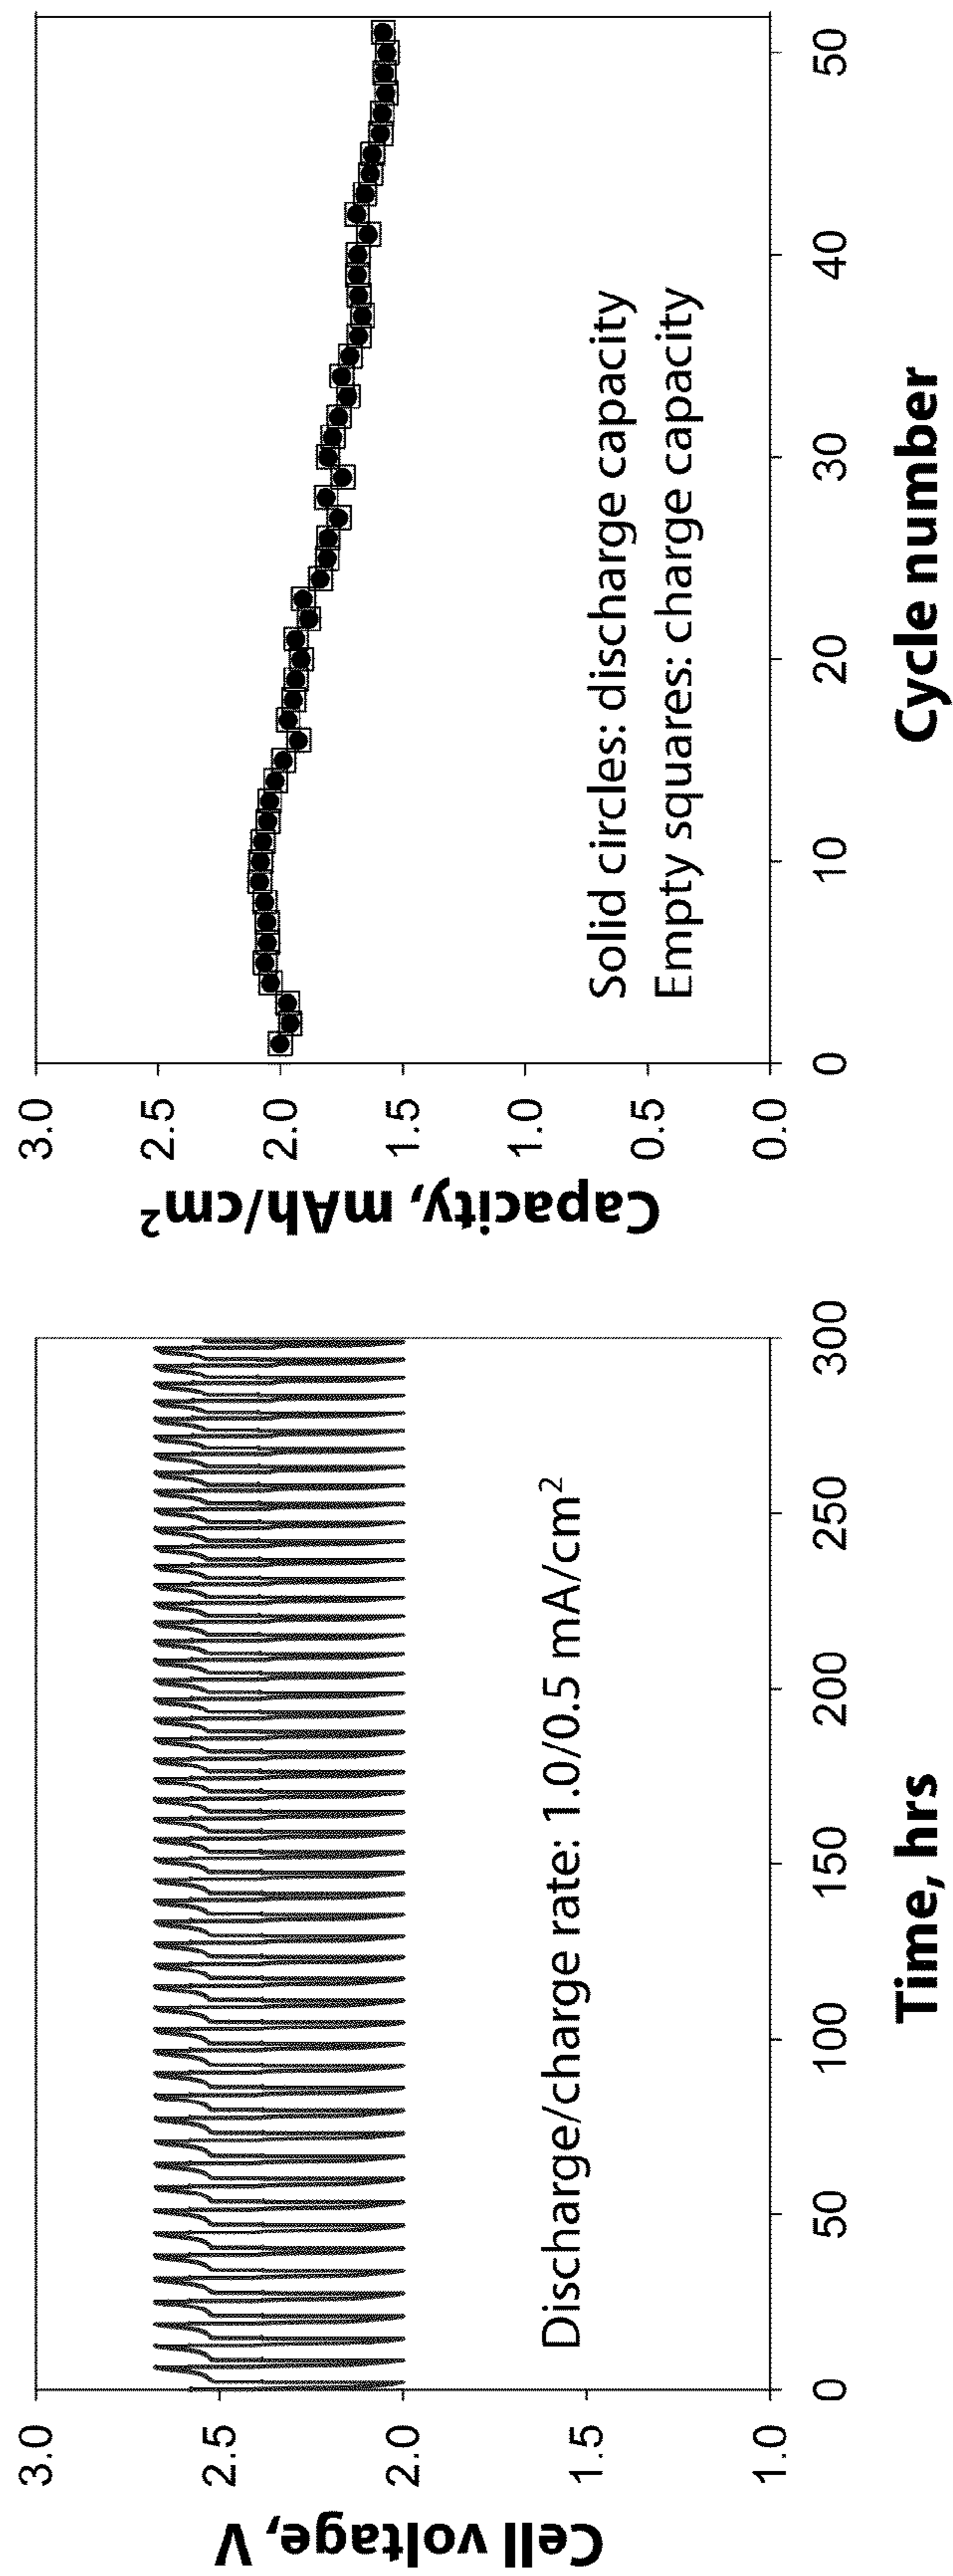 3.0
2.5
2.0
1.5
1.0
Cell voltage, V
Discharge/charge rate: 1.0/0.5 mA/cm²
0 50 100 150 200 250 300
Time, hrs
3.0
2.5
2.0
1.5
1.0
0.5
0.0
Capacity, mAh/cm²
Solid circles: discharge capacity
Empty squares: charge capacity
0 10 20 30 40 50
Cycle number